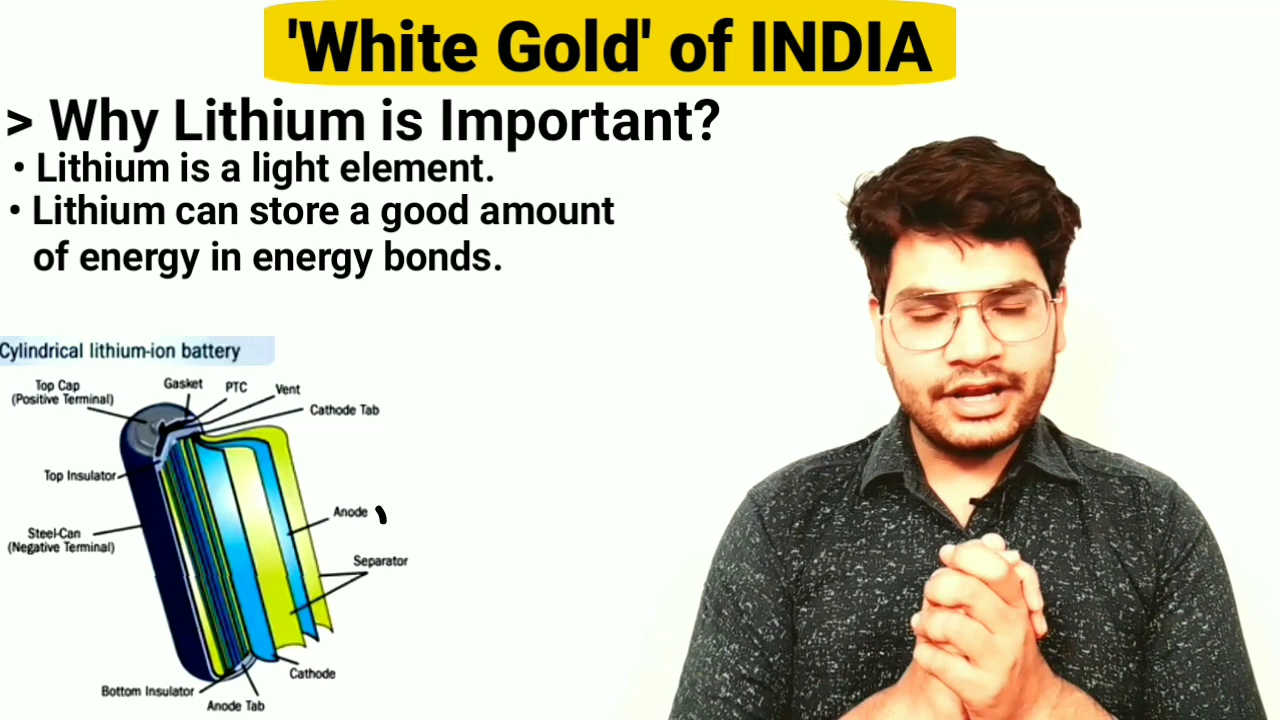 'White Gold' of INDIA
> Why Lithium is Important?
• Lithium is a light element.
• Lithium can store a good amount
of energy in energy bonds.
Cylindrical lithium-ion battery
Top Cap
(Positive Terminal)
Gasket
PTC
Vent
Cathode Tab
Top Insulator
Anode
Steel-Can
(Negative Terminal)
Separator
Cathode
Bottom Insulator
Anode Tab